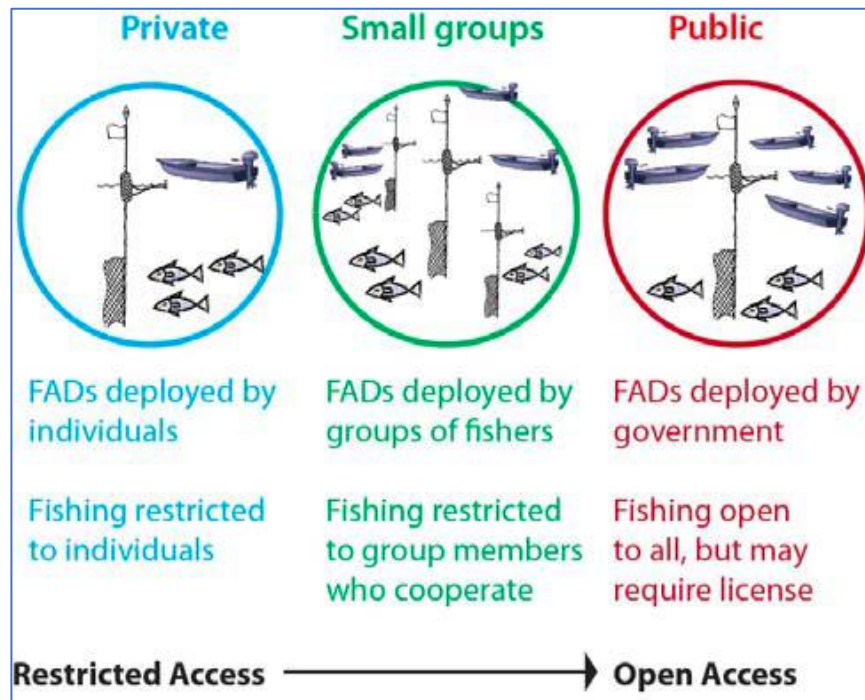 Private
Small groups
Public
FADs deployed by
individuals
FADs deployed by
groups of fishers
FADs deployed by
government
Fishing restricted
to individuals
Fishing restricted
to group members
who cooperate
Fishing open
to all, but may
require license
Restricted Access
Open Access